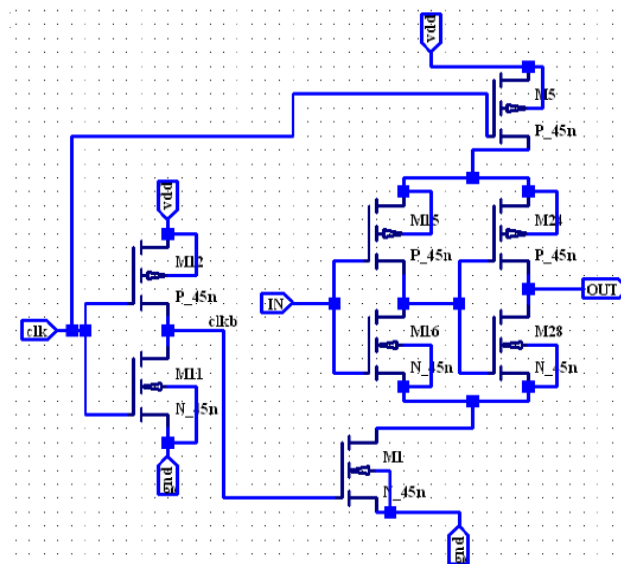 vdd
M5
P_45n
vdd
M15
P_45n
M24
P_45n
M12
P_45n
IN
OUT
clk
clkb
M16
N_45n
M28
N_45n
M11
N_45n
gnd
M1
N_45n
gnd